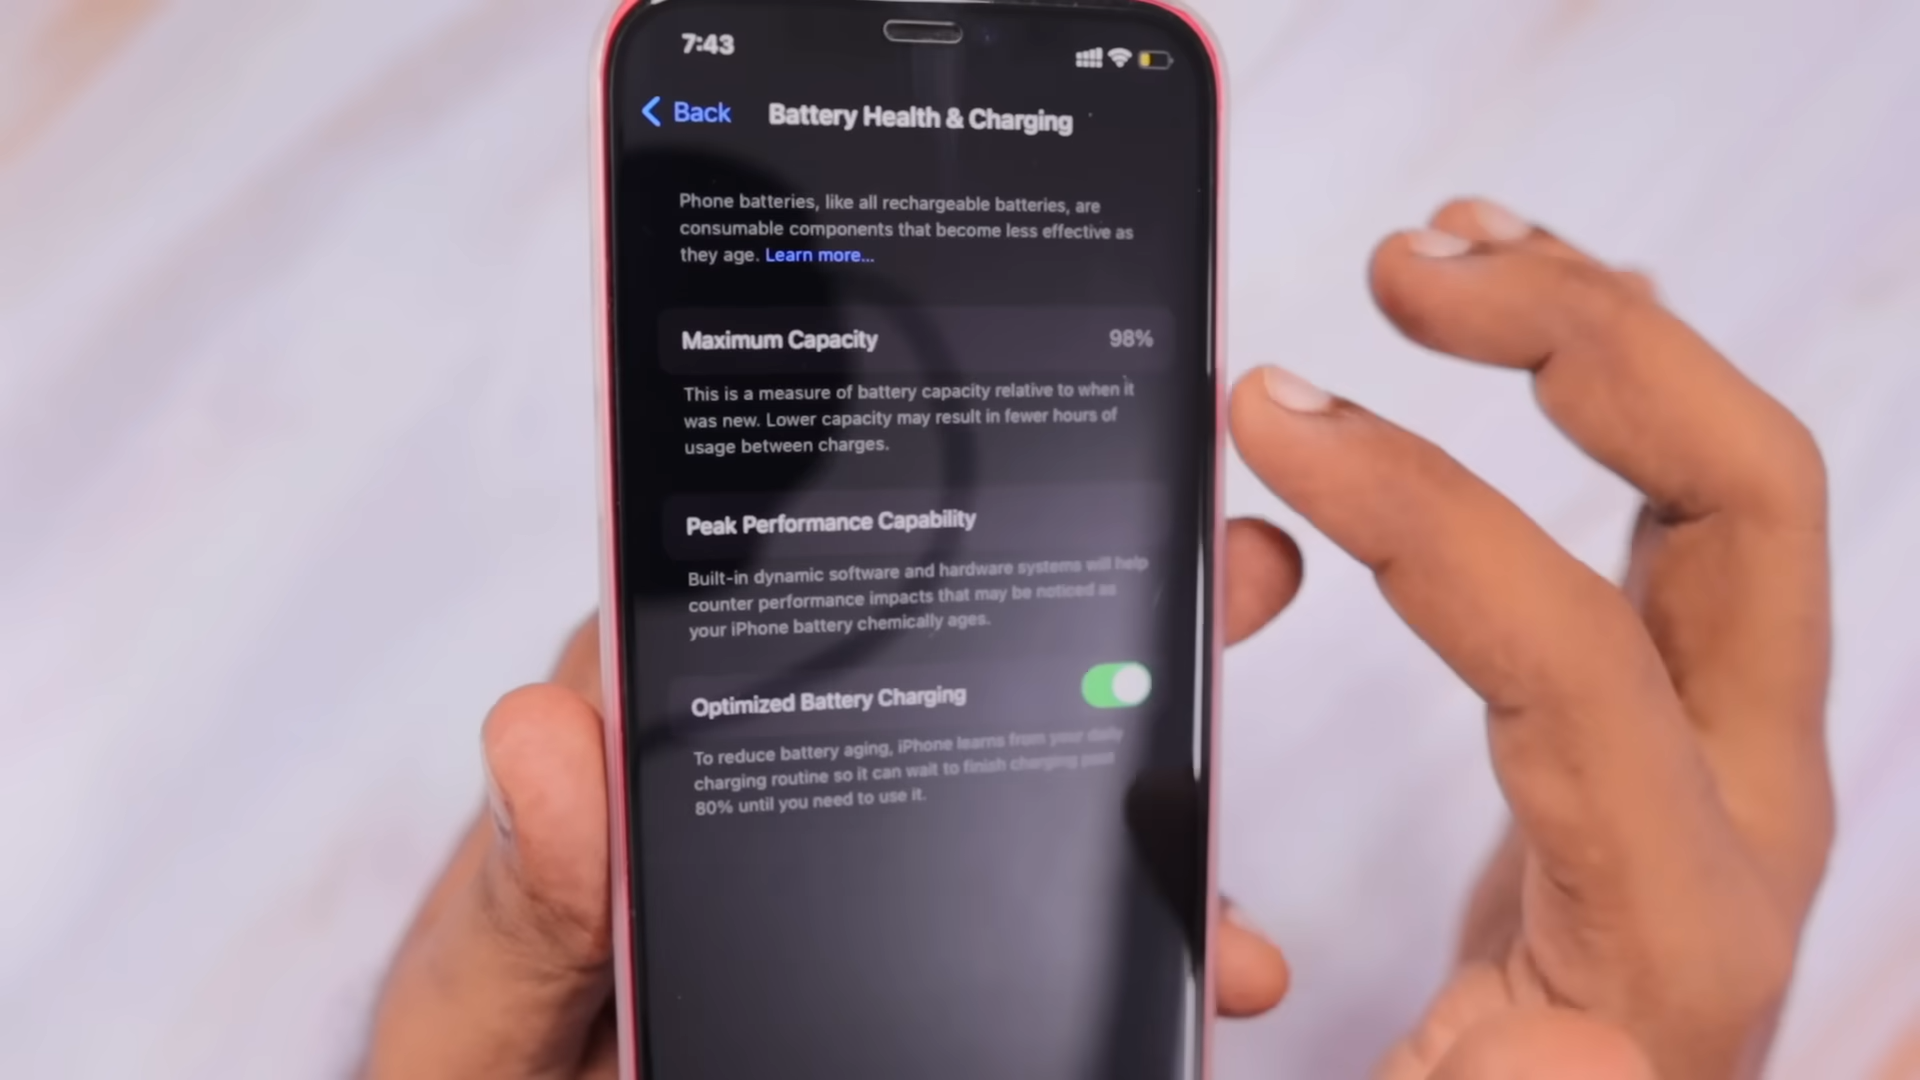 7:43
Back
Battery Health & Charging
Phone batteries, like all rechargeable batteries, are
consumable components that become less effective as
they age. Learn more...
Maximum Capacity 98%
This is a measure of battery capacity relative to when it
was new. Lower capacity may result in fewer hours of
usage between charges.
Peak Performance Capability
Built-in dynamic software and hardware systems will help
counter performance impacts that may be noticed as
your iPhone battery chemically ages.
Optimized Battery Charging
To reduce battery aging, iPhone learns from your daily
charging routine so it can wait to finish charging past
80% until you need to use it.